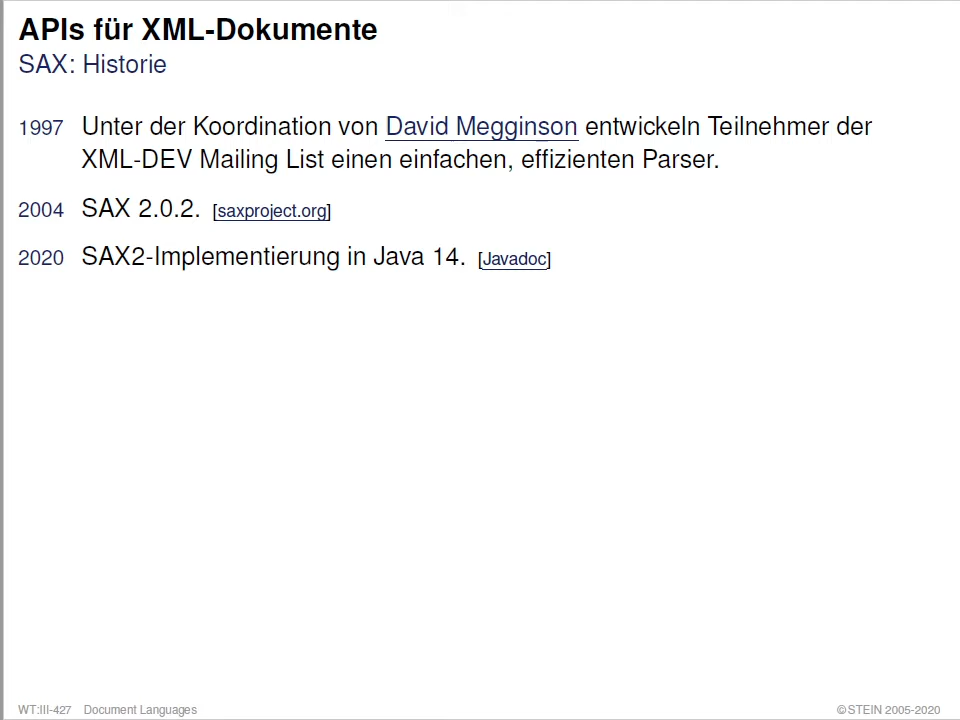 APIs für XML-Dokumente
SAX: Historie
1997 Unter der Koordination von David Megginson entwickeln Teilnehmer der
XML-DEV Mailing List einen einfachen, effizienten Parser.
2004 SAX 2.0.2. [saxproject.org]
2020 SAX2-Implementierung in Java 14. [Javadoc]
WT:III-427 Document Languages ©STEIN 2005-2020